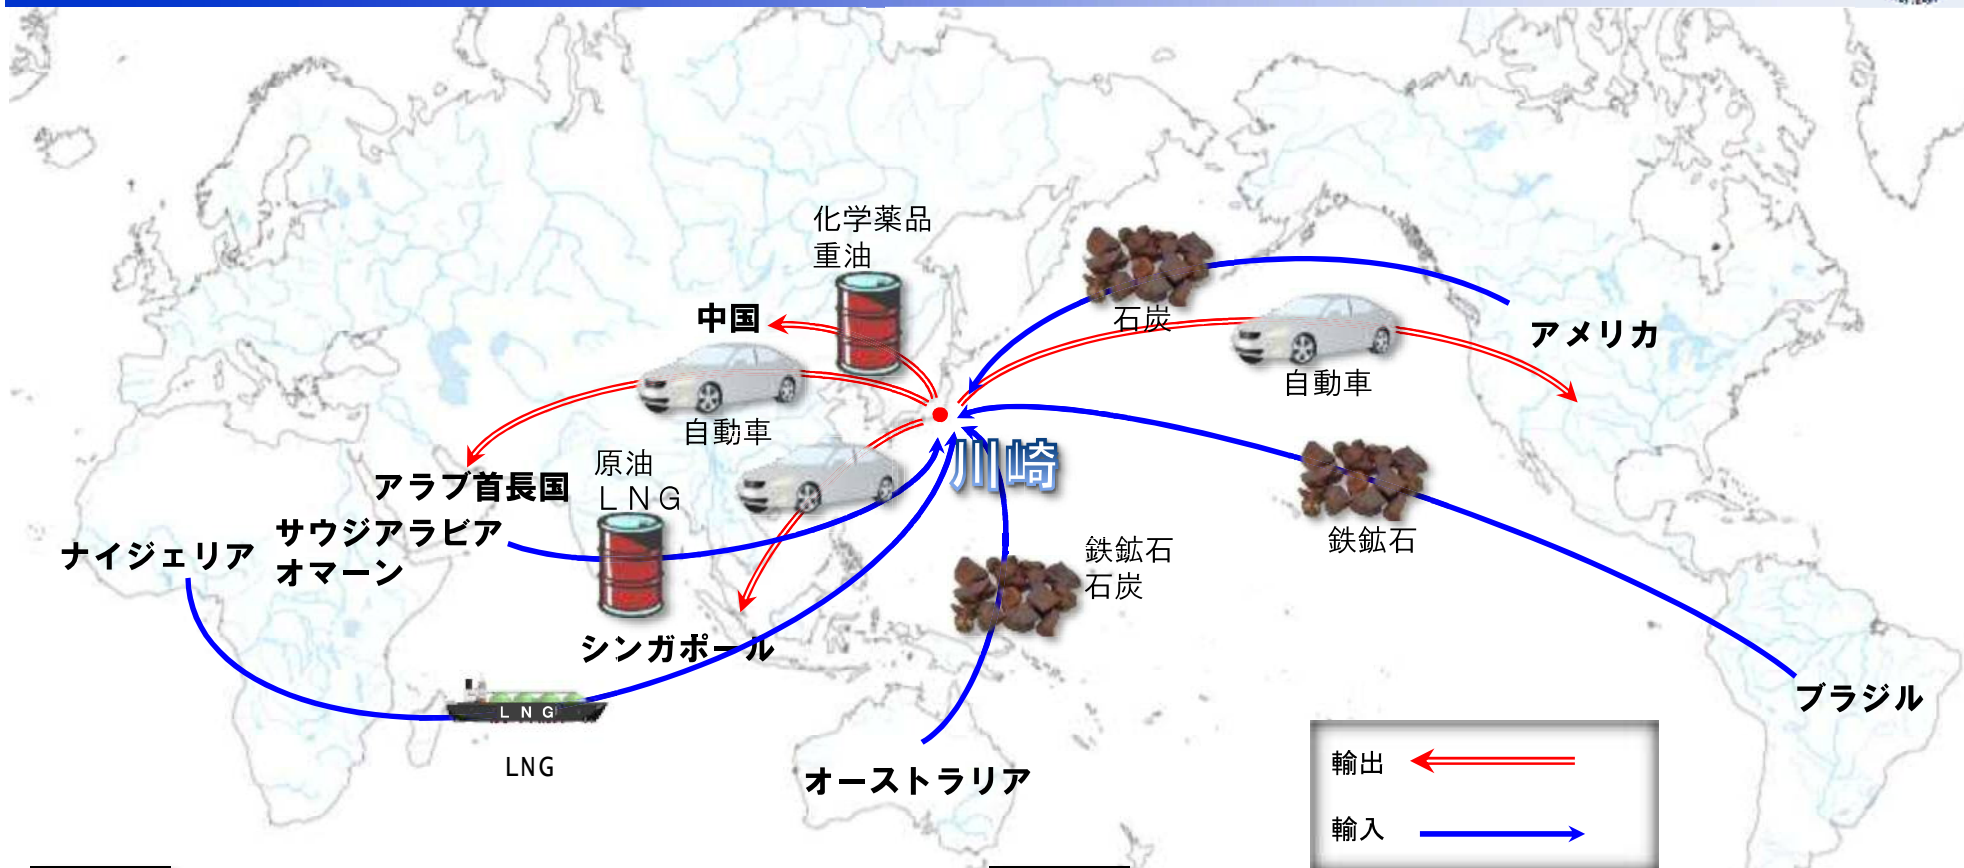 化学薬品
重油
中国
石炭
アメリカ
自動車
自動車
川崎
アラブ首長国
原油
ＬＮＧ
サウジアラビア
オマーン
ナイジェリア
鉄鉱石
鉄鉱石
石炭
シンガポール
ブラジル
ＬＮＧ
LNG
オーストラリア
輸出
輸入